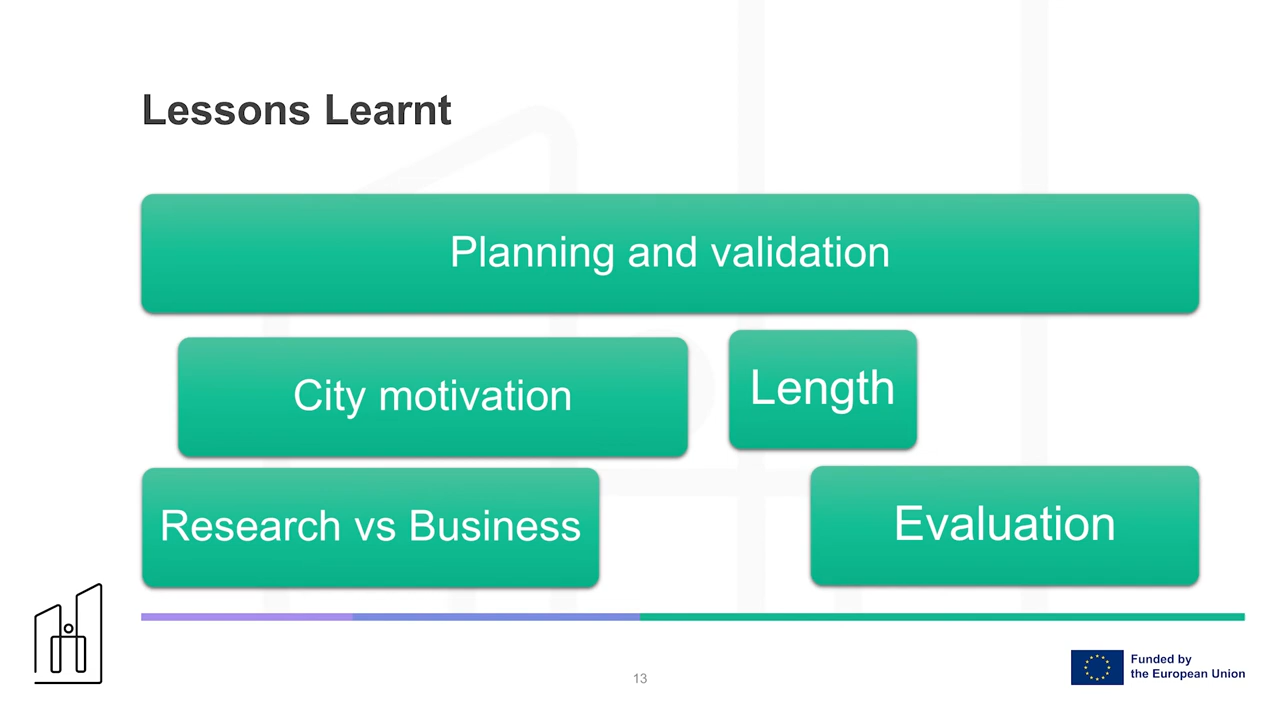 Lessons Learnt
Planning and validation
City motivation
Length
Research vs Business
Evaluation
13
Funded by
the European Union